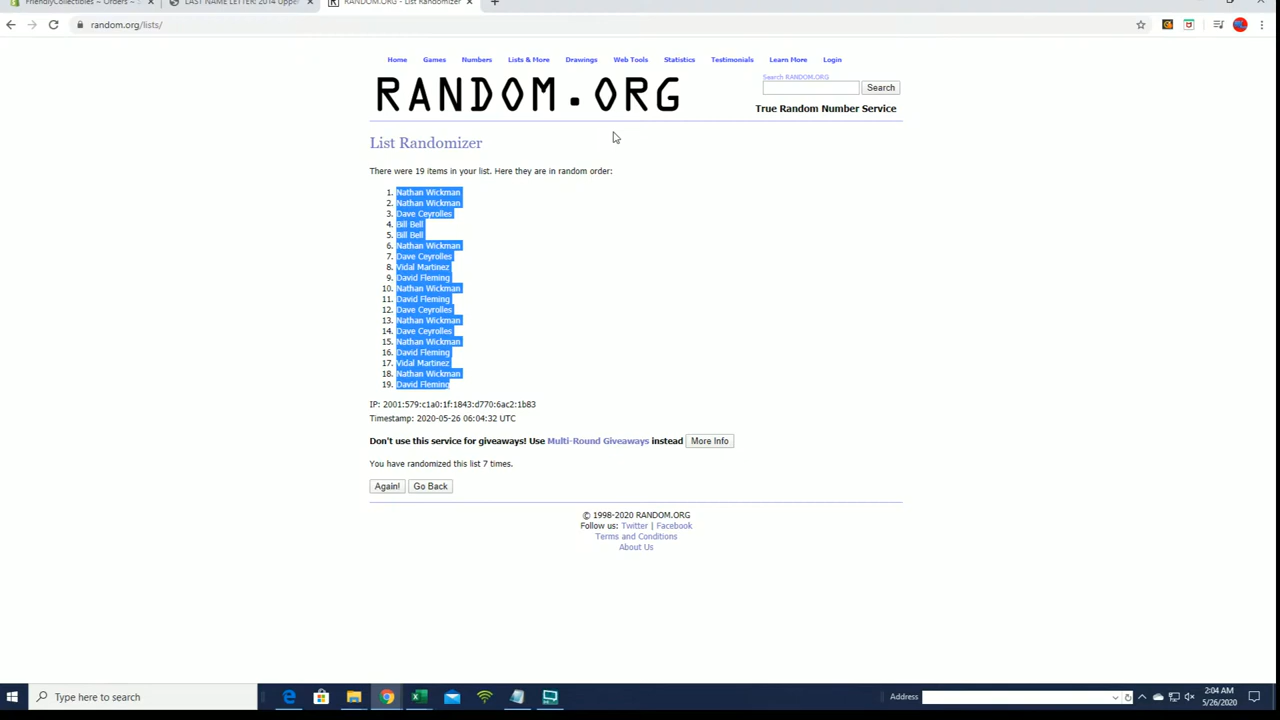 FriendlyCollectibles ~ Orders ~
LAST NAME LETTER: 2014 Upper
RANDOM.ORG - List Randomizer
random.org/lists/
Home Games Numbers Lists & More Drawings Web Tools Statistics Testimonials Learn More Login
Search RANDOM.ORG
RANDOM.ORG
Search
True Random Number Service
List Randomizer
There were 19 items in your list. Here they are in random order:
1. Nathan Wickman
2. Nathan Wickman
3. Dave Ceyrolles
4. Bill Bell
5. Bill Bell
6. Nathan Wickman
7. Dave Ceyrolles
8. Vidal Martinez
9. David Fleming
10. Nathan Wickman
11. David Fleming
12. Dave Ceyrolles
13. Nathan Wickman
14. Dave Ceyrolles
15. Nathan Wickman
16. David Fleming
17. Vidal Martinez
18. Nathan Wickman
19. David Fleming
IP: 2001:579:c1a0:1f:1843:d770:6ac2:1b83
Timestamp: 2020-05-26 06:04:32 UTC
Don't use this service for giveaways! Use Multi-Round Giveaways instead More Info
You have randomized this list 7 times.
Again! Go Back
© 1998-2020 RANDOM.ORG
Follow us: Twitter | Facebook
Terms and Conditions
About Us
Type here to search
Address
2:04 AM
5/26/2020